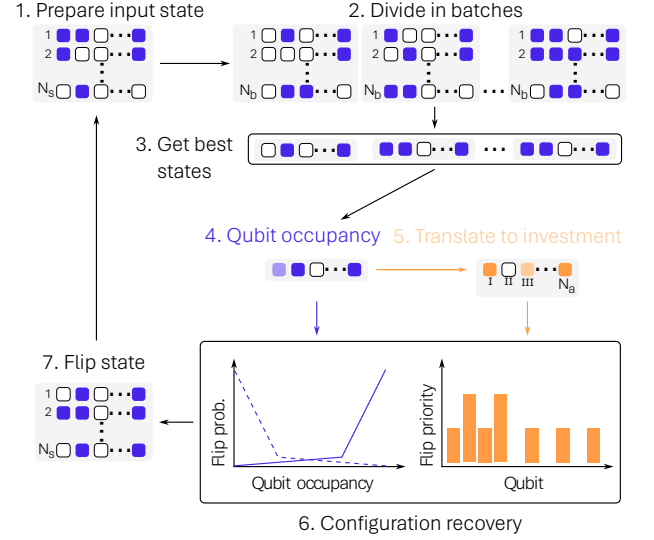 1. Prepare input state
2. Divide in batches
1
2
Ns
1
2
Nb
1
2
Nb
1
2
Nb
3. Get best
states
4. Qubit occupancy
5. Translate to investment
I II III Na
7. Flip state
1
2
Ns
Flip prob.
Qubit occupancy
Flip priority
Qubit
6. Configuration recovery